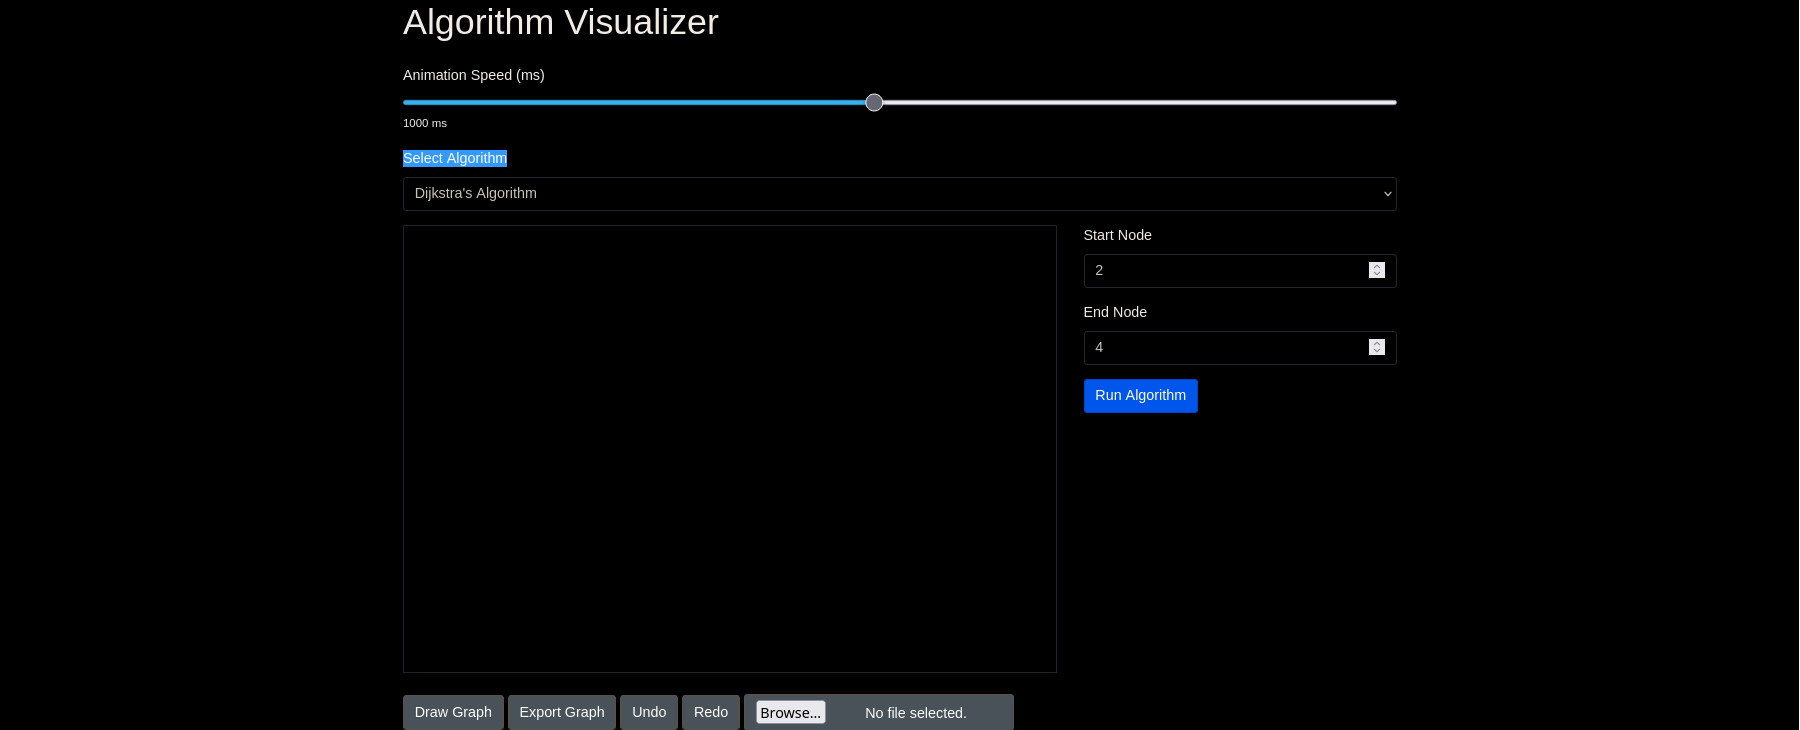 Algorithm Visualizer
Animation Speed (ms)
1000 ms
Select Algorithm
Dijkstra's Algorithm
Start Node
2
End Node
4
Run Algorithm
Draw Graph Export Graph Undo Redo Browse... No file selected.